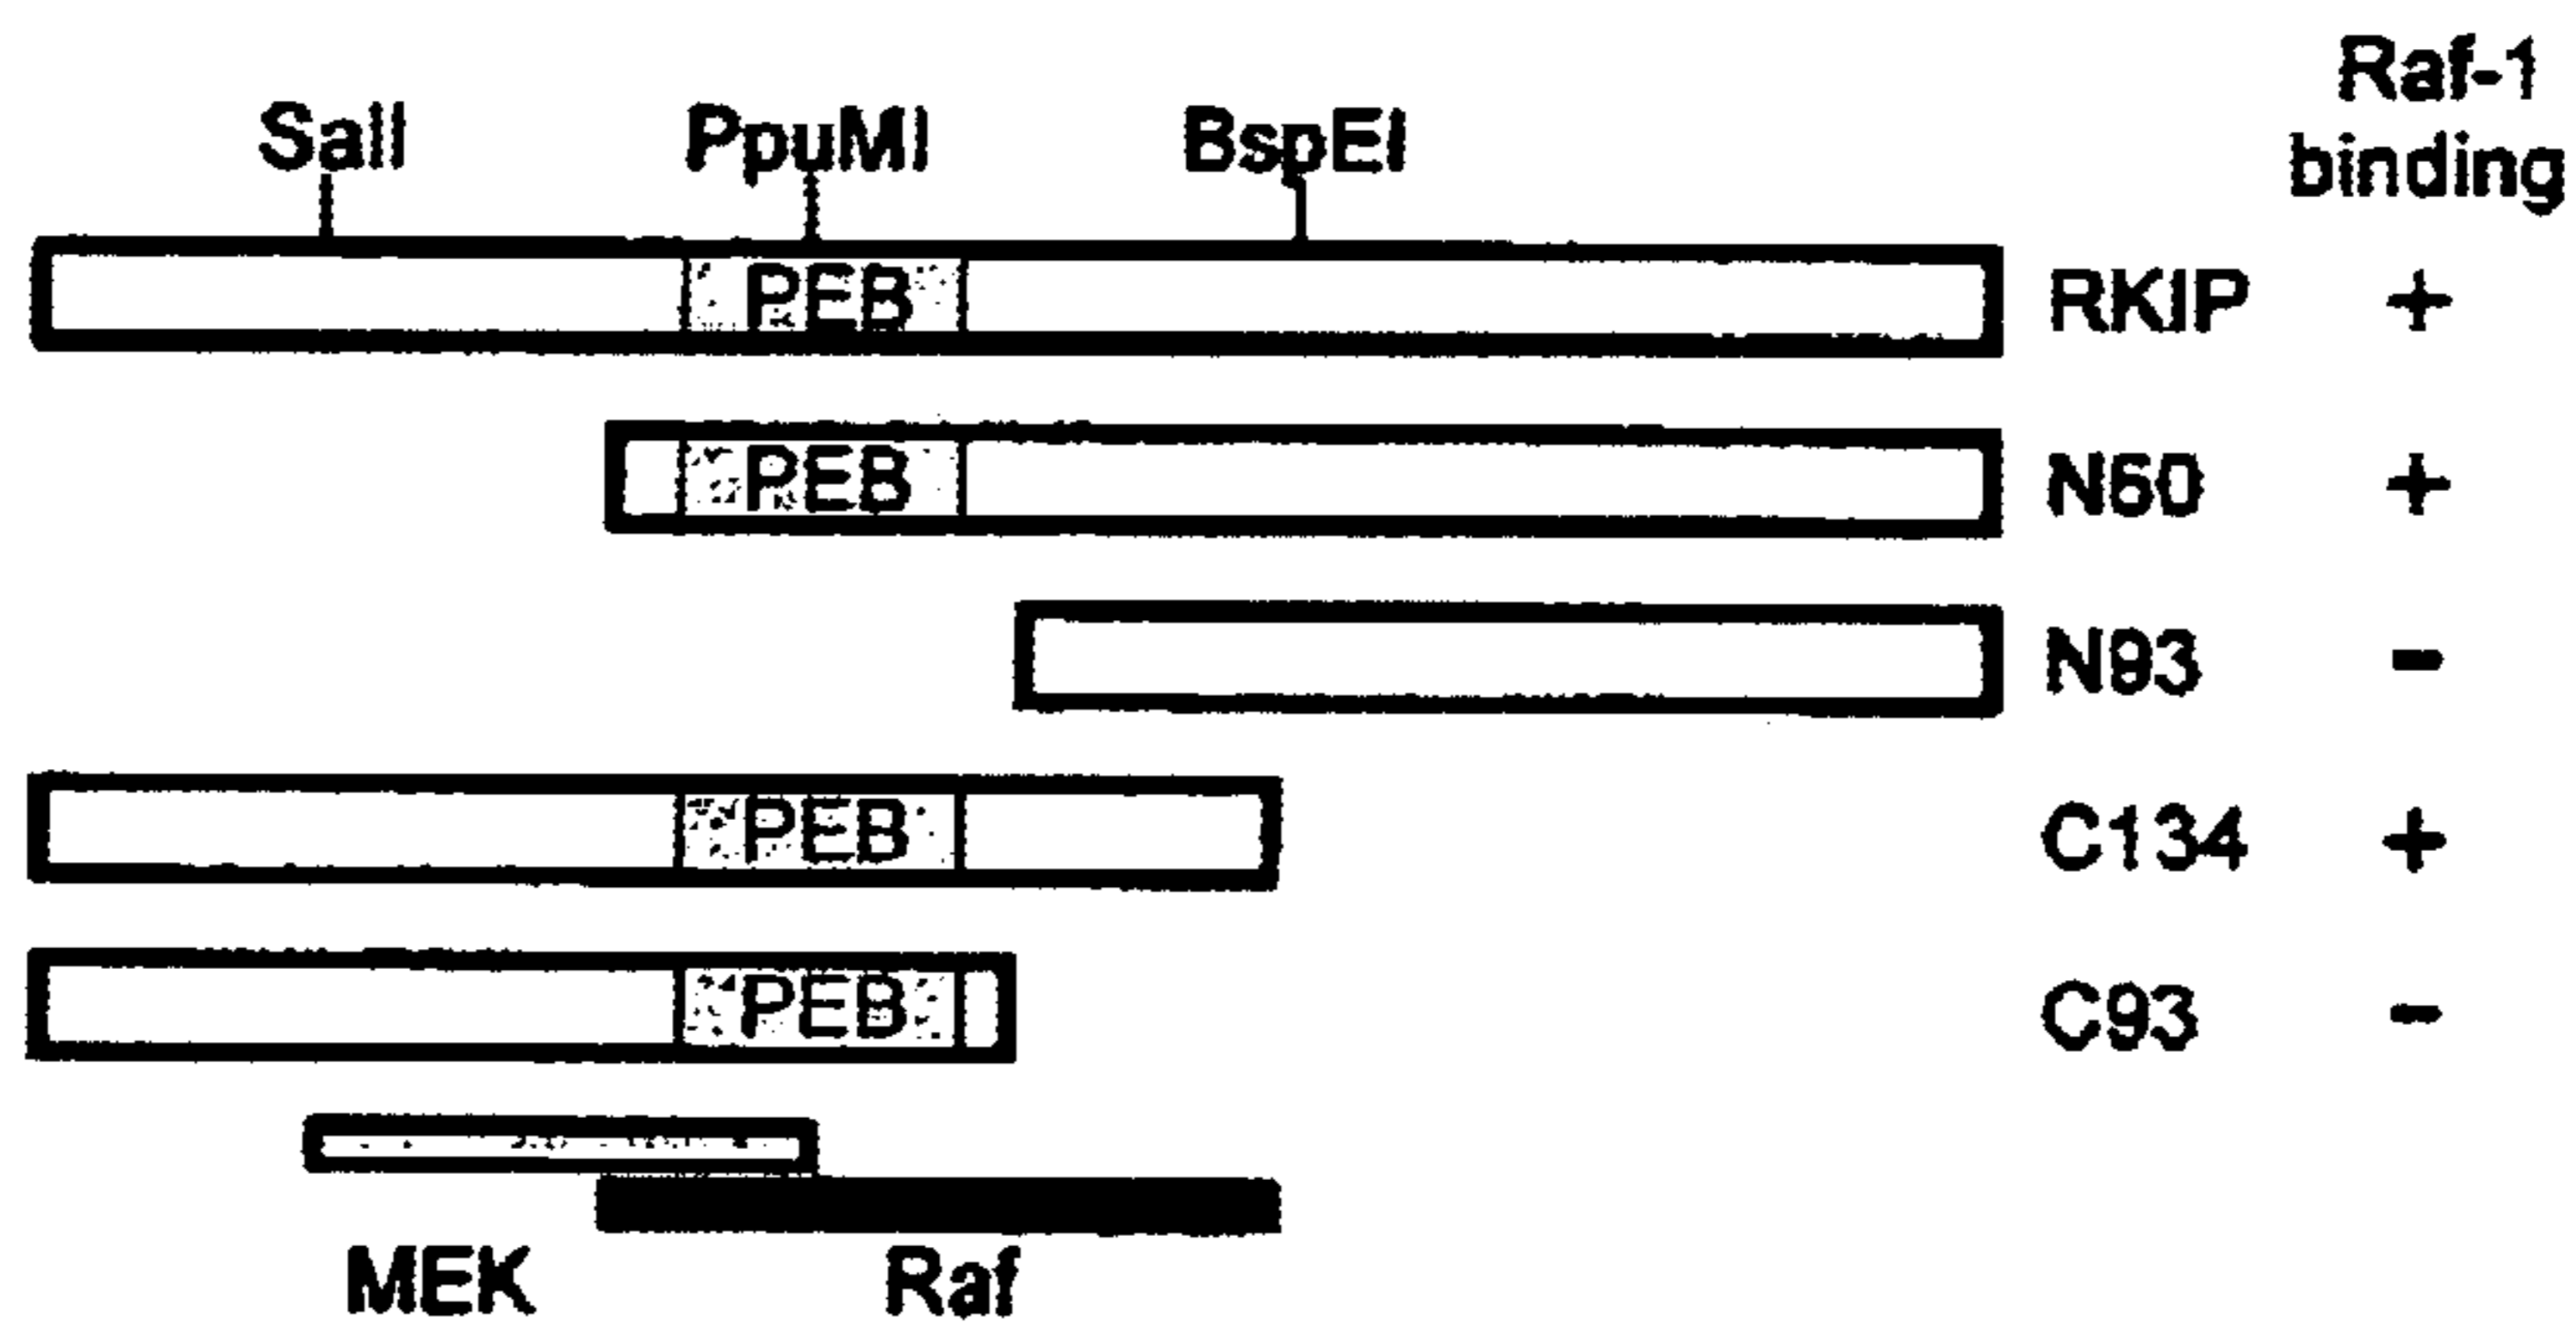 Raf-1
binding
SalI PpuMI BspEI
PEB RKIP +
PEB N60 +
N93 -
PEB C134 +
PEB C93 -
MEK Raf